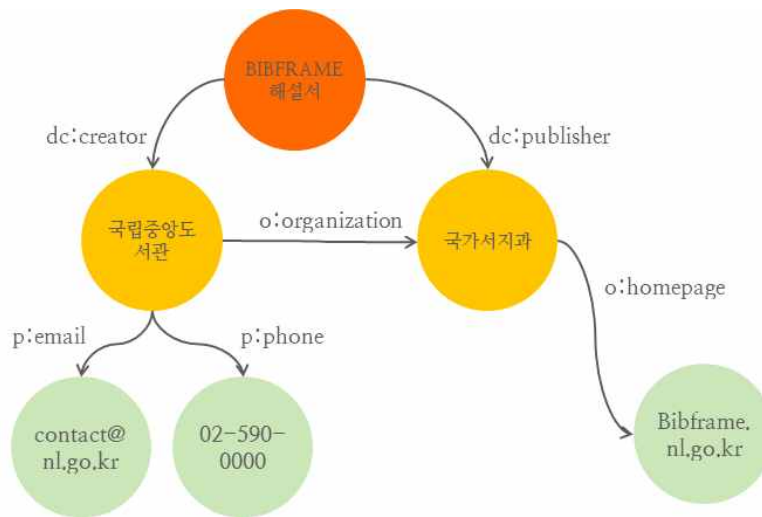 BIBFRAME
해설서
dc:creator
dc:publisher
국립중앙도
서관
o:organization
국가서지과
o:homepage
p:email
p:phone
contact@
nl.go.kr
02-590-
0000
Bibframe.
nl.go.kr